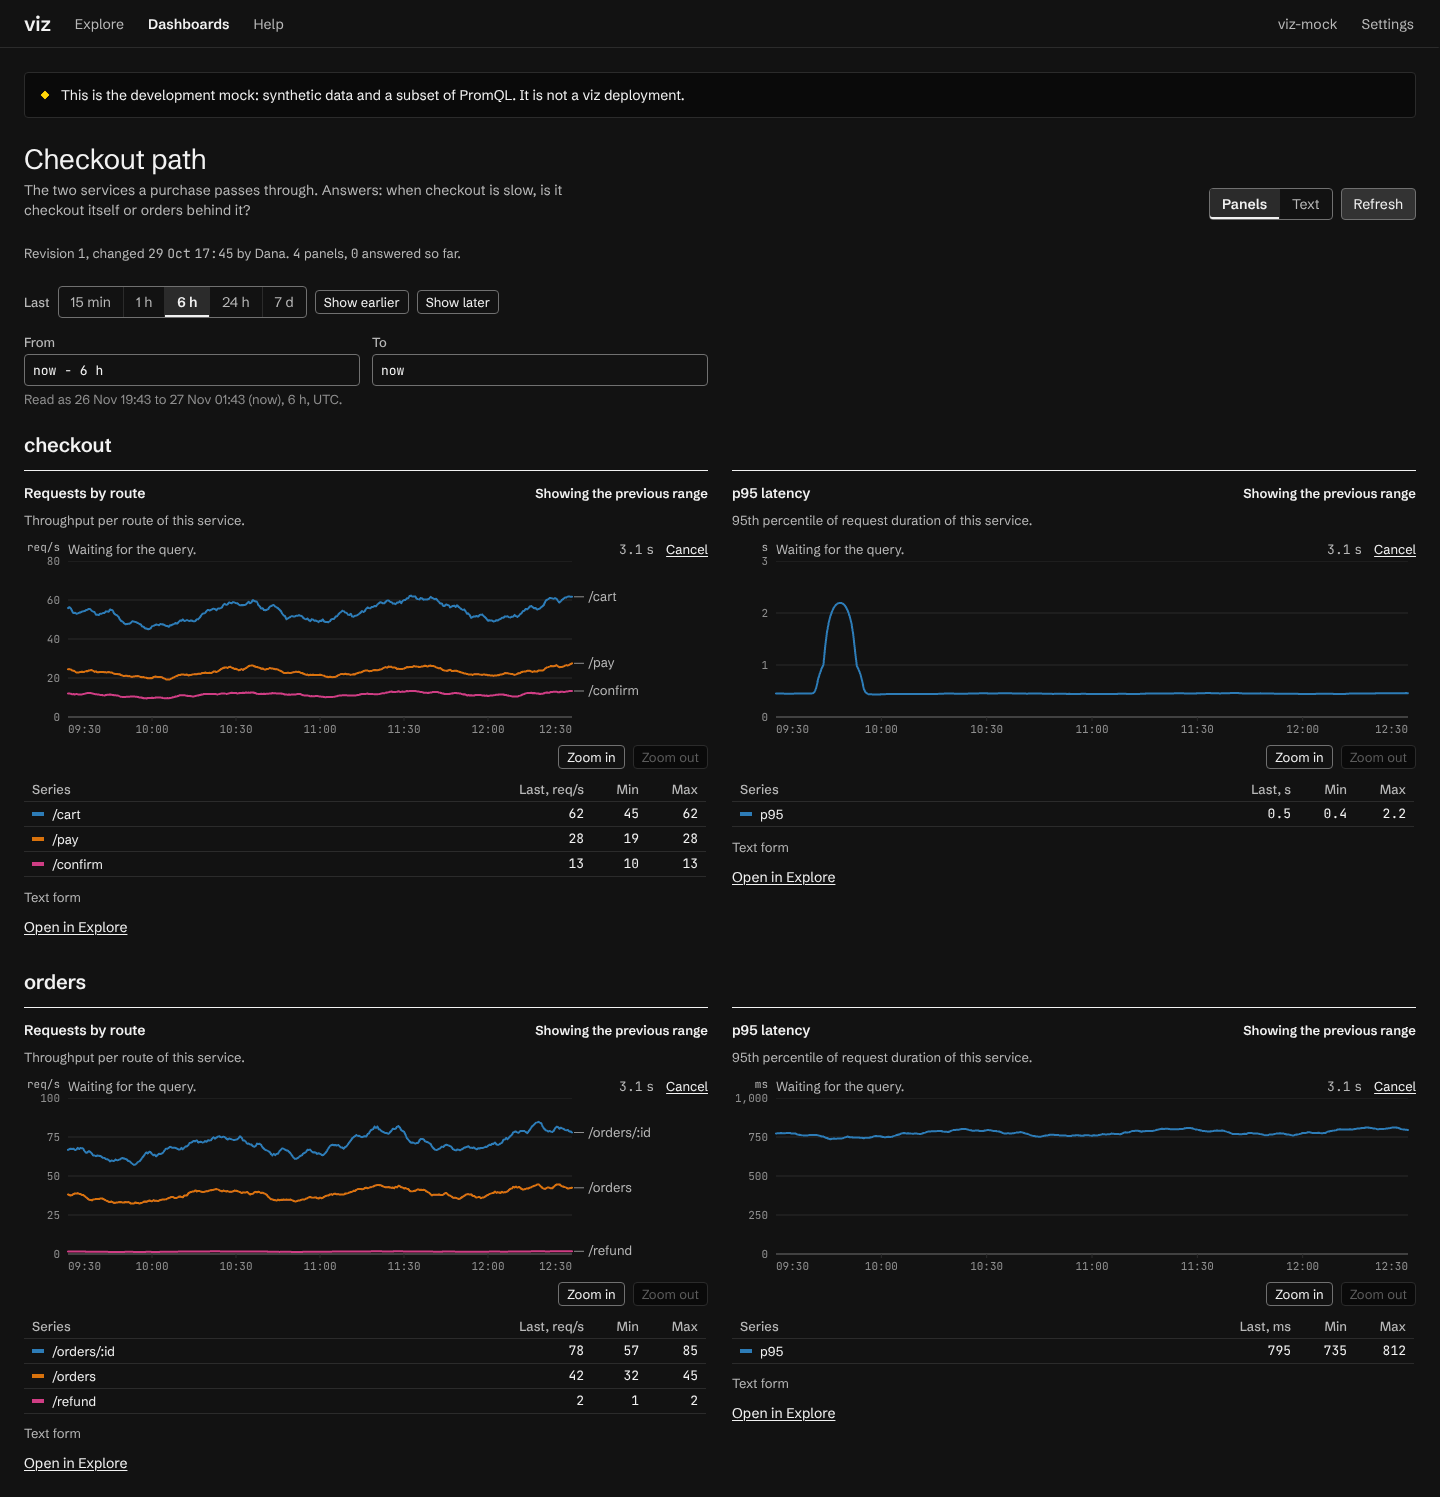 viz Explore Dashboards Help viz-mock Settings
This is the development mock: synthetic data and a subset of PromQL. It is not a viz deployment.
Checkout path
The two services a purchase passes through. Answers: when checkout is slow, is it
checkout itself or orders behind it?
Panels Text Refresh
Revision 1, changed 29 Oct 17:45 by Dana. 4 panels, 0 answered so far.
Last 15 min 1 h 6 h 24 h 7 d Show earlier Show later
From To
now - 6 h now
Read as 26 Nov 19:43 to 27 Nov 01:43 (now), 6 h, UTC.
checkout
Requests by route Showing the previous range
Throughput per route of this service.
req/s Waiting for the query. 3.1 s Cancel
80
60 /cart
40
/pay
20
/confirm
0
09:30 10:00 10:30 11:00 11:30 12:00 12:30
Zoom in Zoom out
Series Last, req/s Min Max
/cart 62 45 62
/pay 28 19 28
/confirm 13 10 13
Text form
Open in Explore
p95 latency Showing the previous range
95th percentile of request duration of this service.
s Waiting for the query. 3.1 s Cancel
3
2
1
0
09:30 10:00 10:30 11:00 11:30 12:00 12:30
Zoom in Zoom out
Series Last, s Min Max
p95 0.5 0.4 2.2
Text form
Open in Explore
orders
Requests by route Showing the previous range
Throughput per route of this service.
req/s Waiting for the query. 3.1 s Cancel
100
/orders/:id
75
50
/orders
25
0 /refund
09:30 10:00 10:30 11:00 11:30 12:00 12:30
Zoom in Zoom out
Series Last, req/s Min Max
/orders/:id 78 57 85
/orders 42 32 45
/refund 2 1 2
Text form
Open in Explore
p95 latency Showing the previous range
95th percentile of request duration of this service.
ms Waiting for the query. 3.1 s Cancel
1,000
750
500
250
0
09:30 10:00 10:30 11:00 11:30 12:00 12:30
Zoom in Zoom out
Series Last, ms Min Max
p95 795 735 812
Text form
Open in Explore